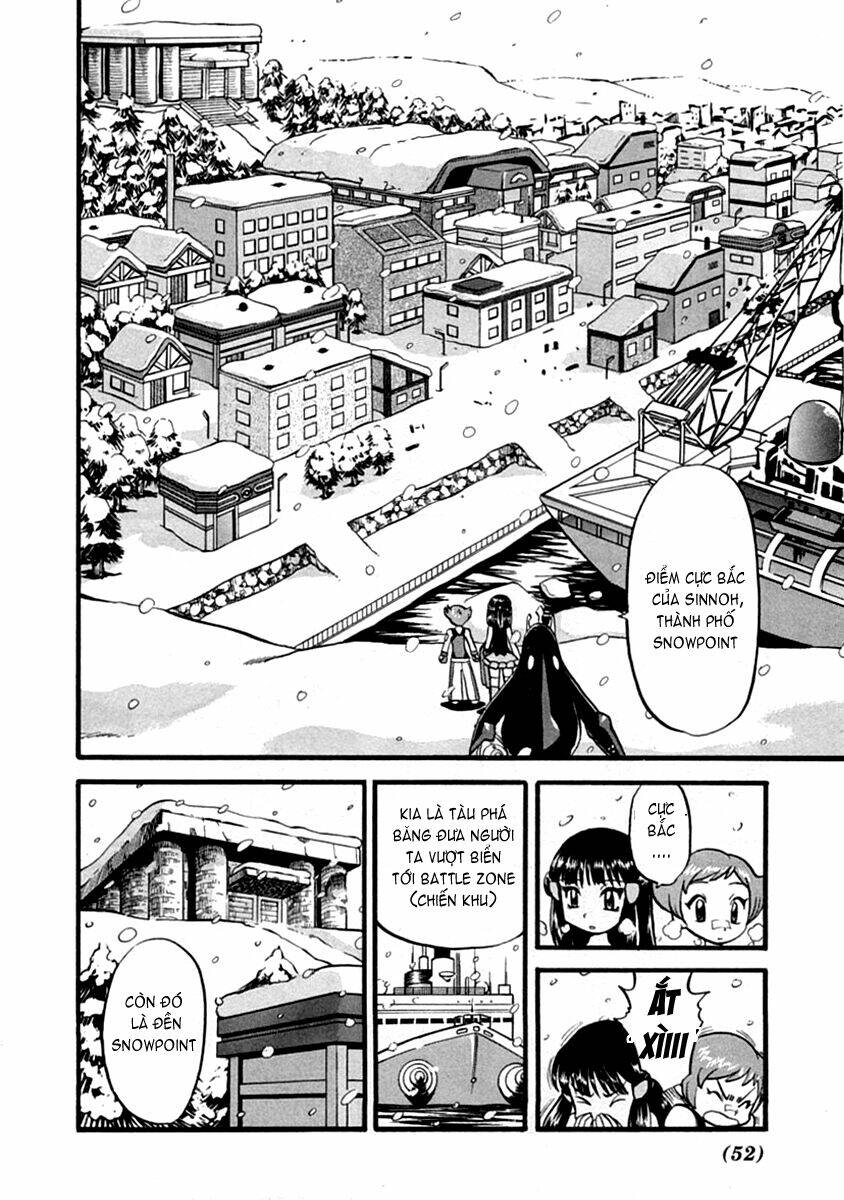 ĐIỂM CỰC BẮC
CỦA SINNOH,
THÀNH PHỐ
SNOWPOINT
CỰC
BẮC
....
ẮT
XÌIII
KIA LÀ TÀU PHÁ
BĂNG ĐƯA NGƯỜI
TA VƯỢT BIỂN
TỚI BATTLE ZONE
(CHIẾN KHU)
CÒN ĐÓ
LÀ ĐỀN
SNOWPOINT
(52)